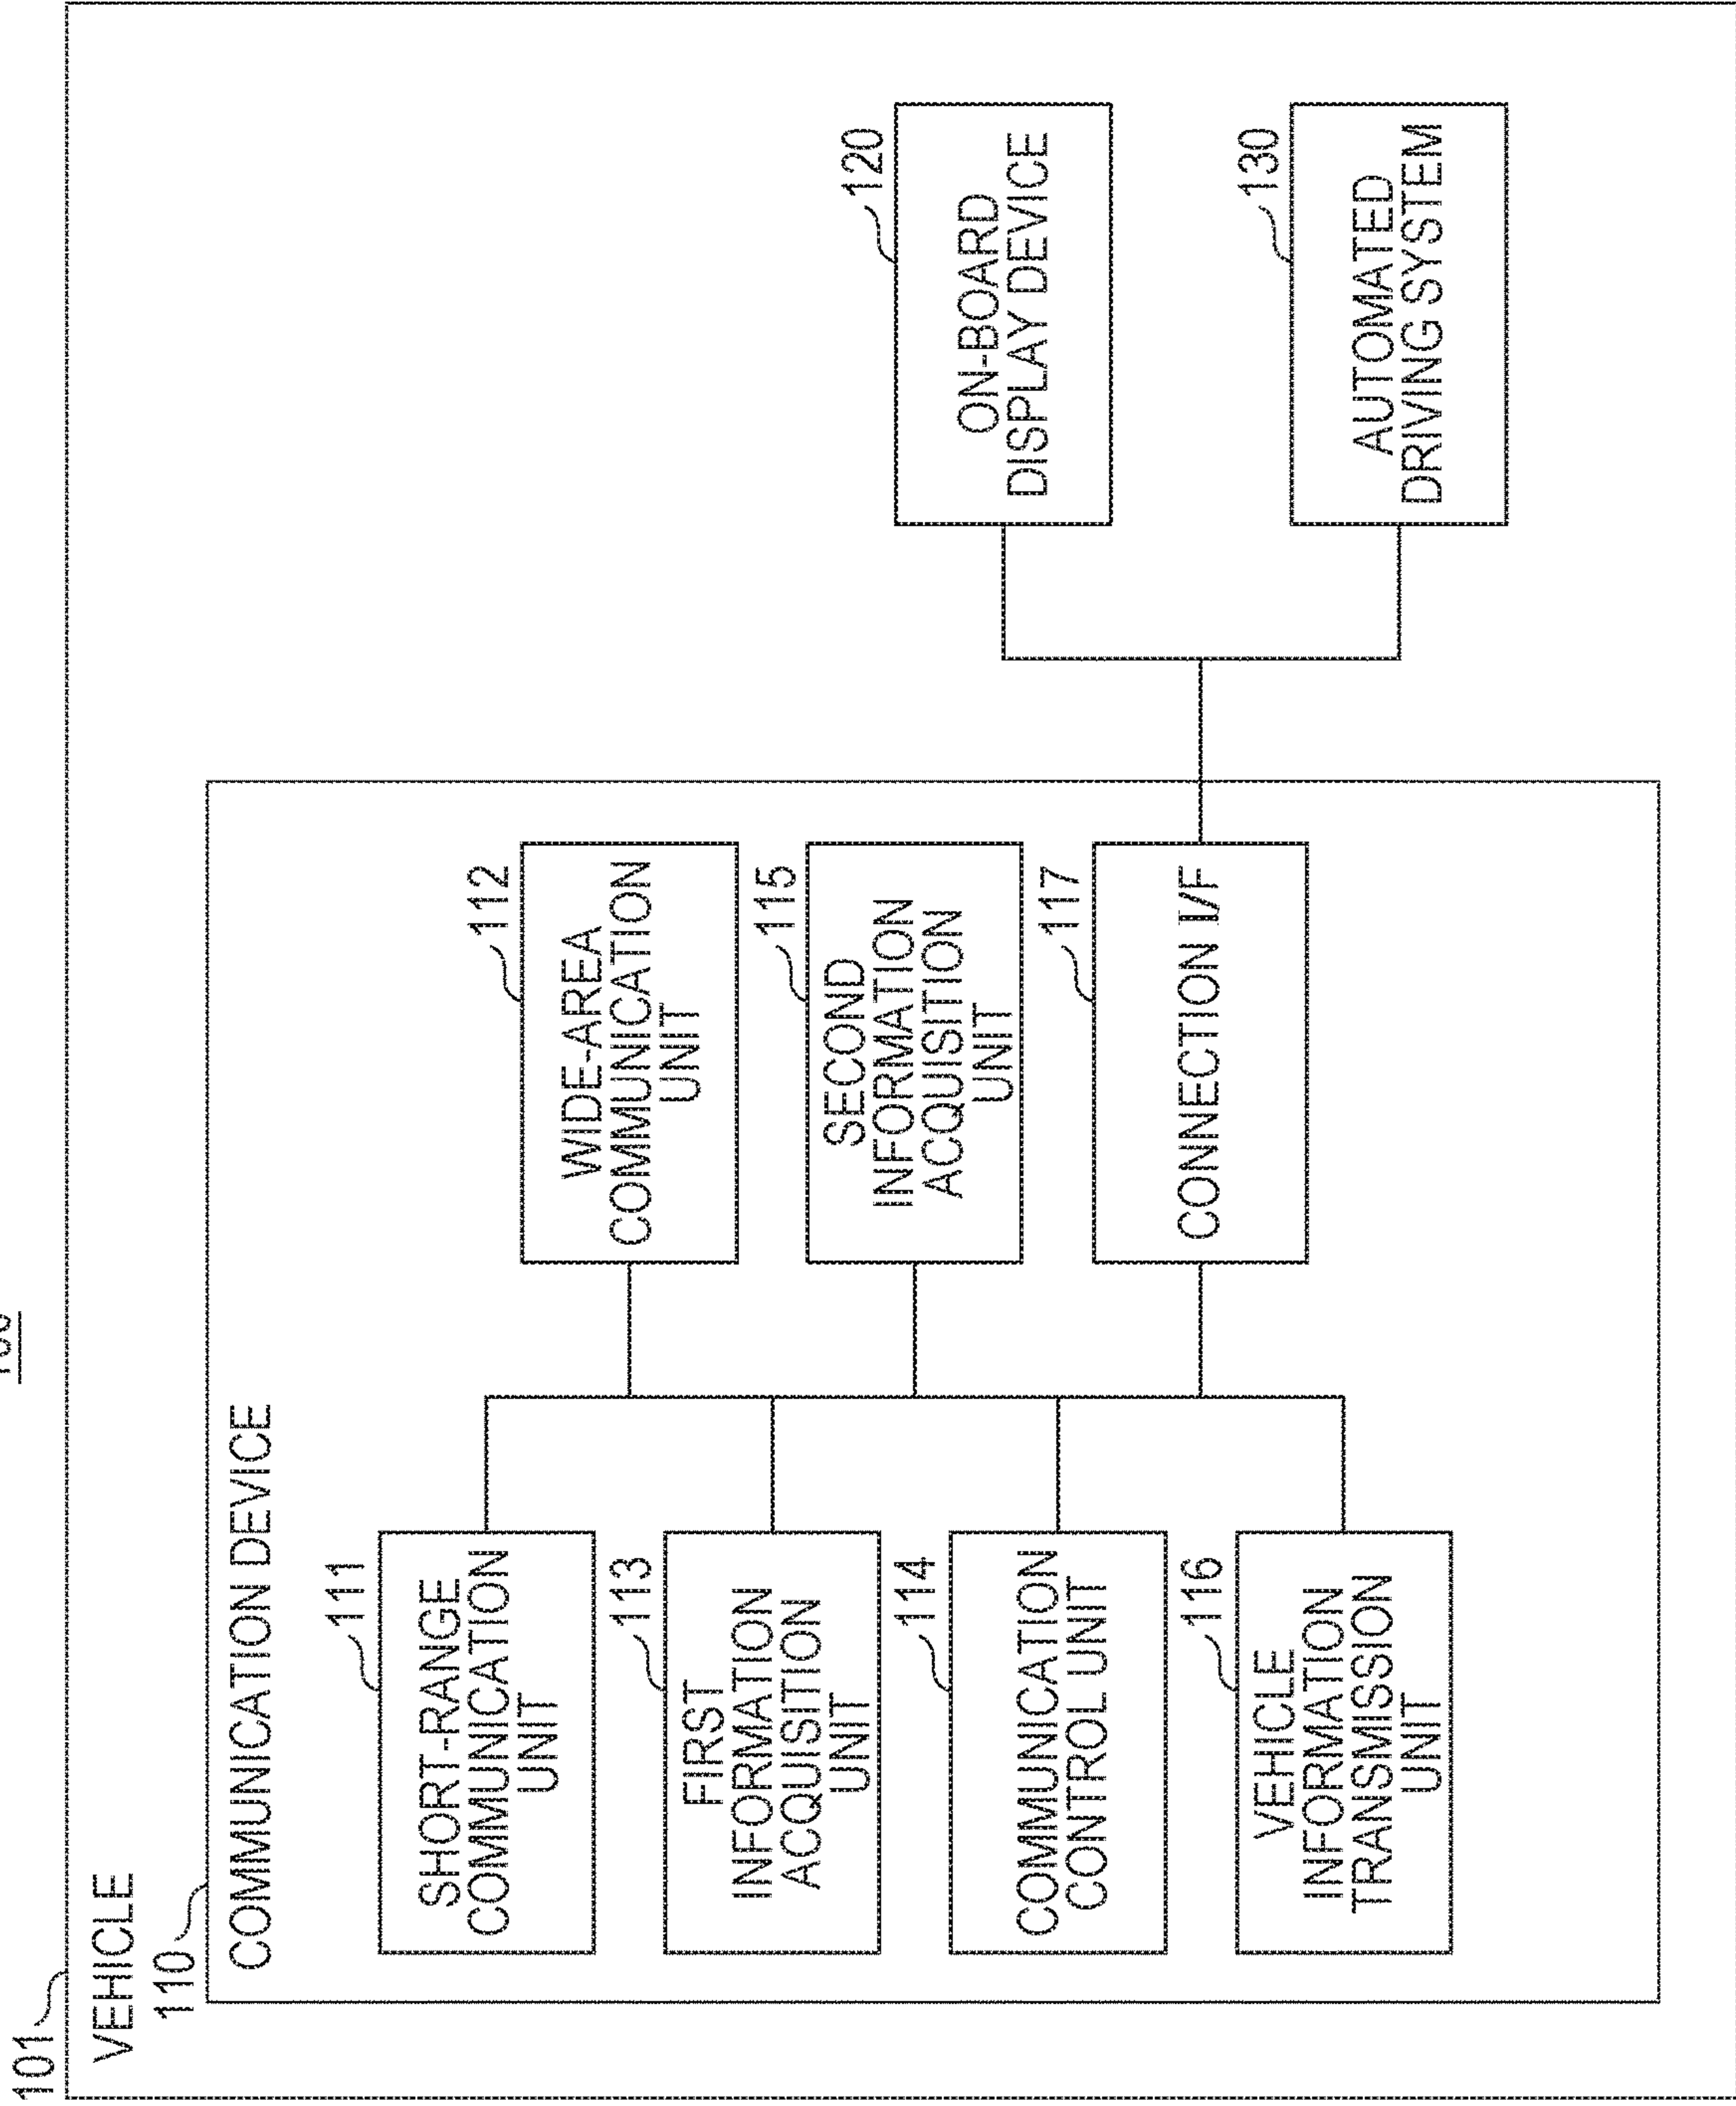 101
VEHICLE
110
COMMUNICATION DEVICE
111
SHORT-RANGE
COMMUNICATION
UNIT
112
WIDE-AREA
COMMUNICATION
UNIT
113
FIRST
INFORMATION
ACQUISITION
UNIT
115
SECOND
INFORMATION
ACQUISITION
UNIT
114
COMMUNICATION
CONTROL UNIT
117
CONNECTION I/F
116
VEHICLE
INFORMATION
TRANSMISSION
UNIT
120
ON-BOARD
DISPLAY DEVICE
130
AUTOMATED
DRIVING SYSTEM